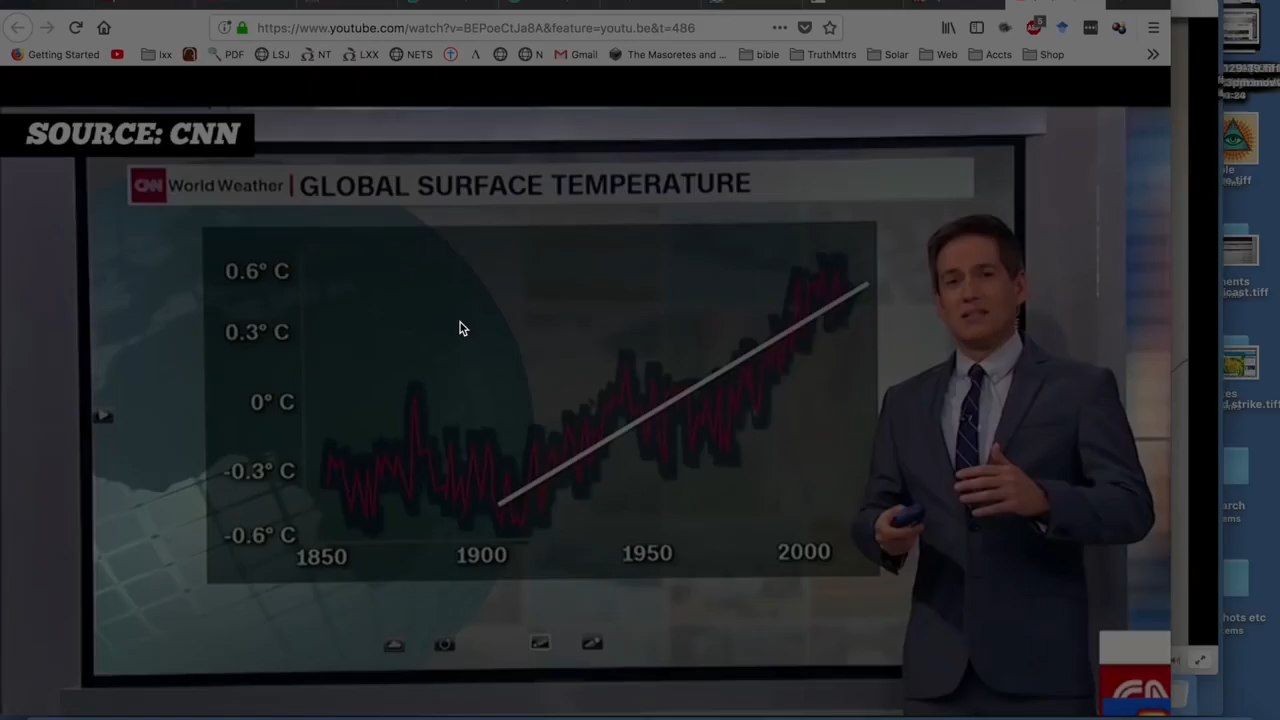 https://www.youtube.com/watch?v=BEPoeCtJa8A&feature=youtu.be&t=486
Getting Started lxx PDF LSJ NT LXX NETS Λ N Gmail The Masoretes and ... bible TruthMttrs Solar Web Accts Shop
SOURCE: CNN
CNN World Weather | GLOBAL SURFACE TEMPERATURE
0.6° C
0.3° C
0° C
-0.3° C
-0.6° C
1850 1900 1950 2000
strike.tiff